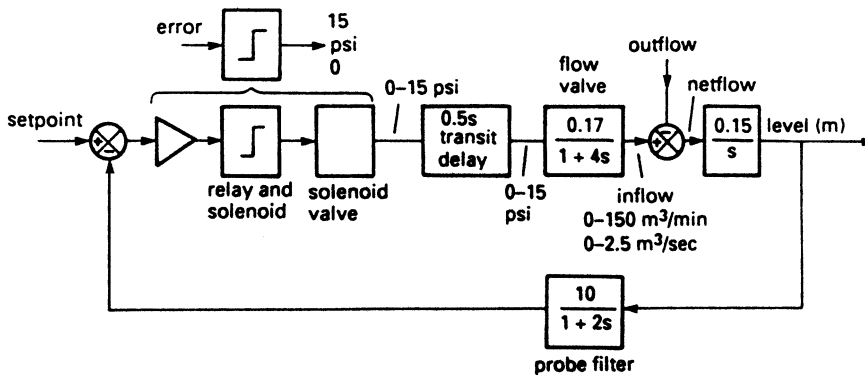 error
15
psi
0
outflow
flow
valve
0–15 psi
netflow
setpoint
0.5s
transit
delay
0.17
1 + 4s
0.15
s
level (m)
relay and
solenoid
solenoid
valve
0–15
psi
inflow
0–150 m³/min
0–2.5 m³/sec
10
1 + 2s
probe filter